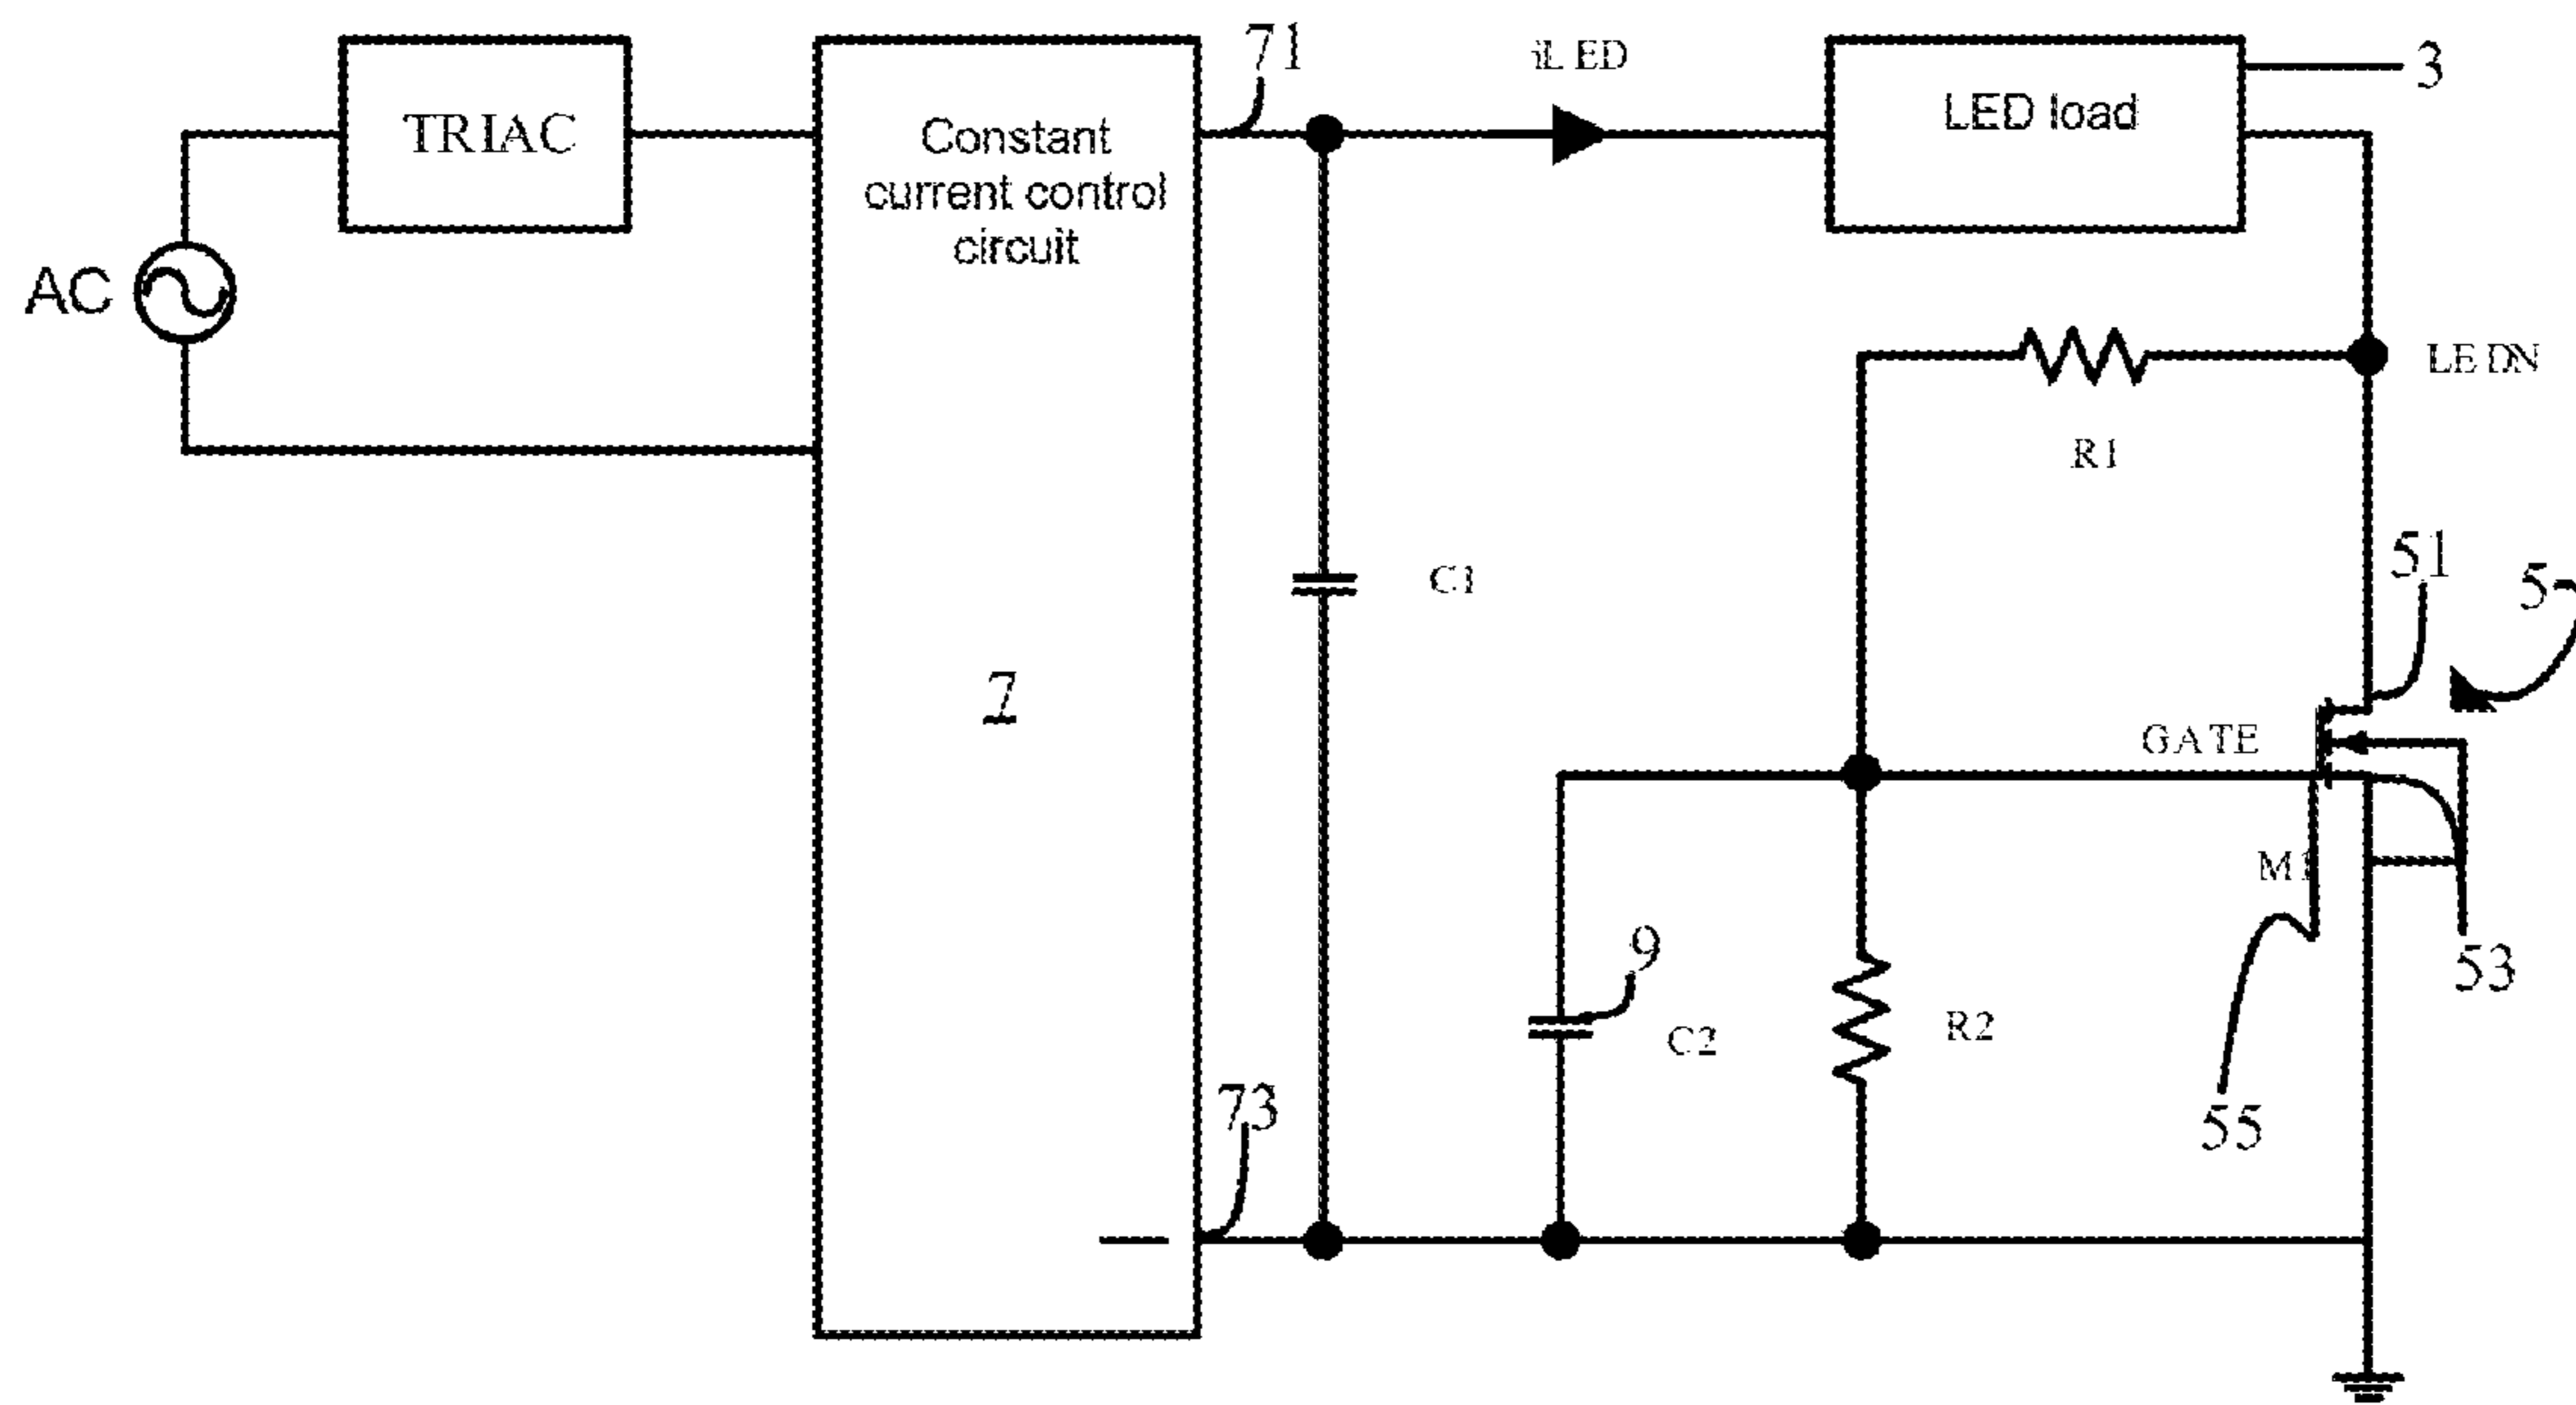 71
iLED
3
TRIAC
Constant
current control
circuit
LED load
AC
LEDN
R1
51
5
C1
7
GATE
M1
9
53
C2
R2
55
73